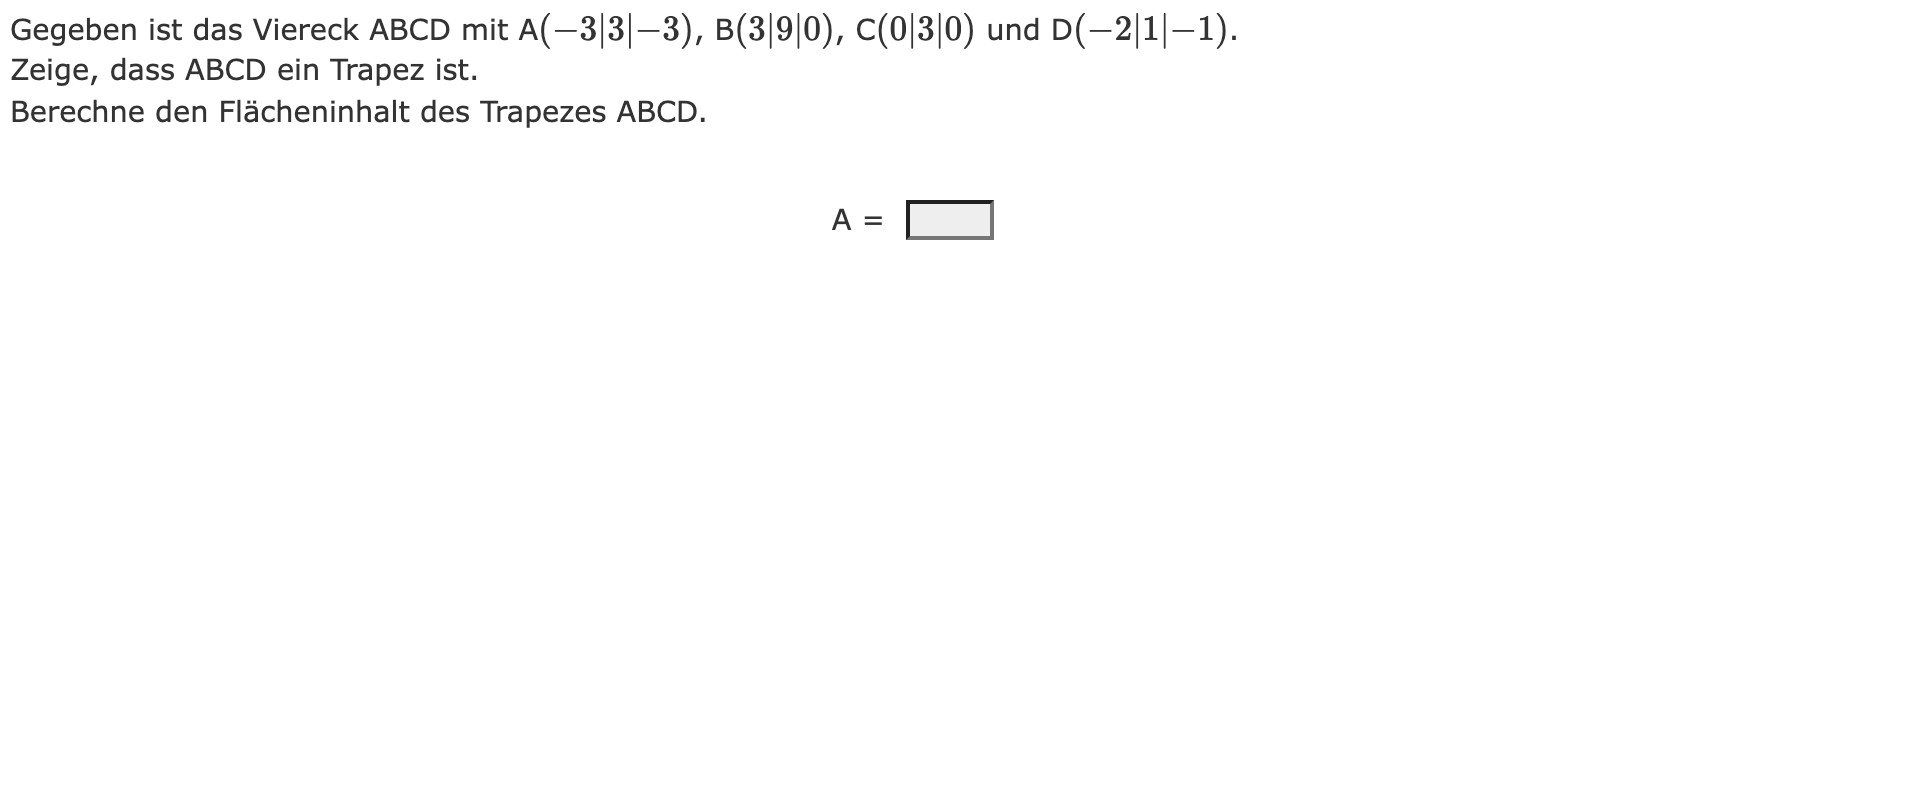 Gegeben ist das Viereck ABCD mit A(−3|3|−3), B(3|9|0), C(0|3|0) und D(−2|1|−1).
Zeige, dass ABCD ein Trapez ist.
Berechne den Flächeninhalt des Trapezes ABCD.
A =